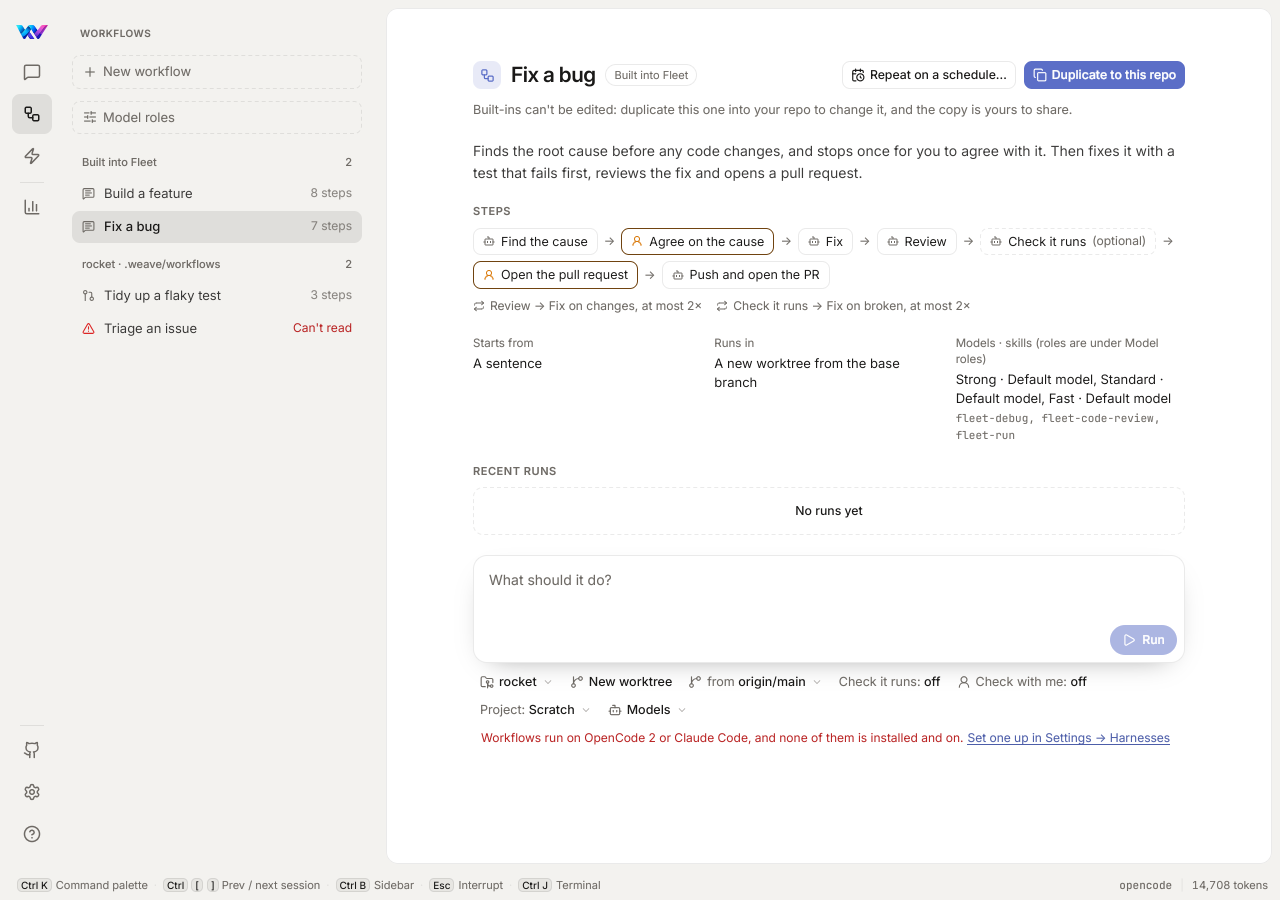 WORKFLOWS
New workflow
Model roles
Built into Fleet 2
Build a feature 8 steps
Fix a bug 7 steps
rocket · .weave/workflows 2
Tidy up a flaky test 3 steps
Triage an issue Can't read
Fix a bug Built into Fleet Repeat on a schedule... Duplicate to this repo
Built-ins can't be edited: duplicate this one into your repo to change it, and the copy is yours to share.
Finds the root cause before any code changes, and stops once for you to agree with it. Then fixes it with a
test that fails first, reviews the fix and opens a pull request.
STEPS
Find the cause → Agree on the cause → Fix → Review → Check it runs (optional) →
Open the pull request → Push and open the PR
Review → Fix on changes, at most 2× Check it runs → Fix on broken, at most 2×
Starts from
A sentence
Runs in
A new worktree from the base
branch
Models · skills (roles are under Model
roles)
Strong · Default model, Standard ·
Default model, Fast · Default model
fleet-debug, fleet-code-review,
fleet-run
RECENT RUNS
No runs yet
What should it do?
Run
rocket New worktree from origin/main Check it runs: off Check with me: off
Project: Scratch Models
Workflows run on OpenCode 2 or Claude Code, and none of them is installed and on. Set one up in Settings → Harnesses
Ctrl K Command palette Ctrl [ ] Prev / next session Ctrl B Sidebar Esc Interrupt Ctrl J Terminal opencode 14,708 tokens